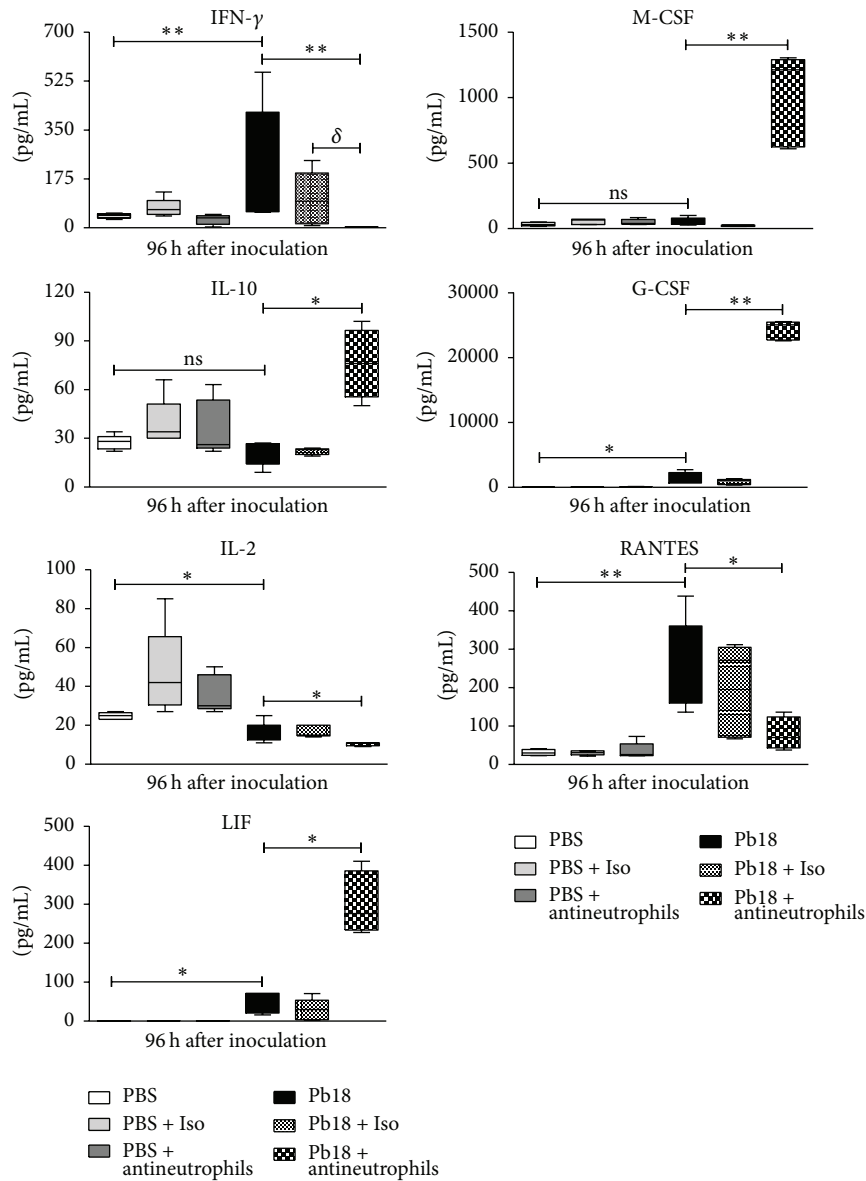 IFN-γ
700
525
350
175
0
(pg/mL)
**
**
δ
96 h after inoculation
M-CSF
1500
1000
500
0
(pg/mL)
**
ns
96 h after inoculation
IL-10
120
90
60
30
0
(pg/mL)
*
ns
96 h after inoculation
G-CSF
30000
20000
10000
0
(pg/mL)
**
*
96 h after inoculation
IL-2
100
80
60
40
20
0
(pg/mL)
*
*
96 h after inoculation
RANTES
500
400
300
200
100
0
(pg/mL)
**
*
96 h after inoculation
LIF
500
400
300
200
100
0
(pg/mL)
*
*
96 h after inoculation
PBS
PBS + Iso
PBS +
antineutrophils
Pb18
Pb18 + Iso
Pb18 +
antineutrophils
PBS
PBS + Iso
PBS +
antineutrophils
Pb18
Pb18 + Iso
Pb18 +
antineutrophils